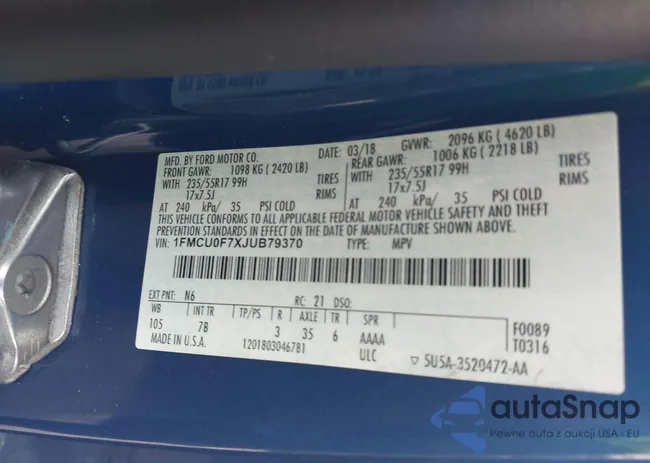 MFD. BY FORD MOTOR CO. DATE: 03/18 GVWR: 2096 KG ( 4620 LB)
FRONT GAWR: 1098 KG ( 2420 LB) REAR GAWR: 1006 KG ( 2218 LB)
WITH 235/55R17 99H TIRES WITH 235/55R17 99H TIRES
17x7.5J RIMS 17x7.5J RIMS
AT 240 kPa/ 35 PSI COLD AT 240 kPa/ 35 PSI COLD
THIS VEHICLE CONFORMS TO ALL APPLICABLE FEDERAL MOTOR VEHICLE SAFETY AND THEFT
PREVENTION STANDARDS IN EFFECT ON THE DATE OF MANUFACTURE SHOWN ABOVE.
VIN: 1FMCU0F7XJUB79370 TYPE: MPV
EXT PNT: N6 RC: 21 DSO:
WB INT TR TP/PS R AXLE TR SPR
105 7B 3 35 6 AAAA
F0089
T0316
MADE IN U.S.A. 1201803046781 ULC ▽ 5U5A-3520472-AA
autaSnap
Pewne auta z aukcji USA i EU